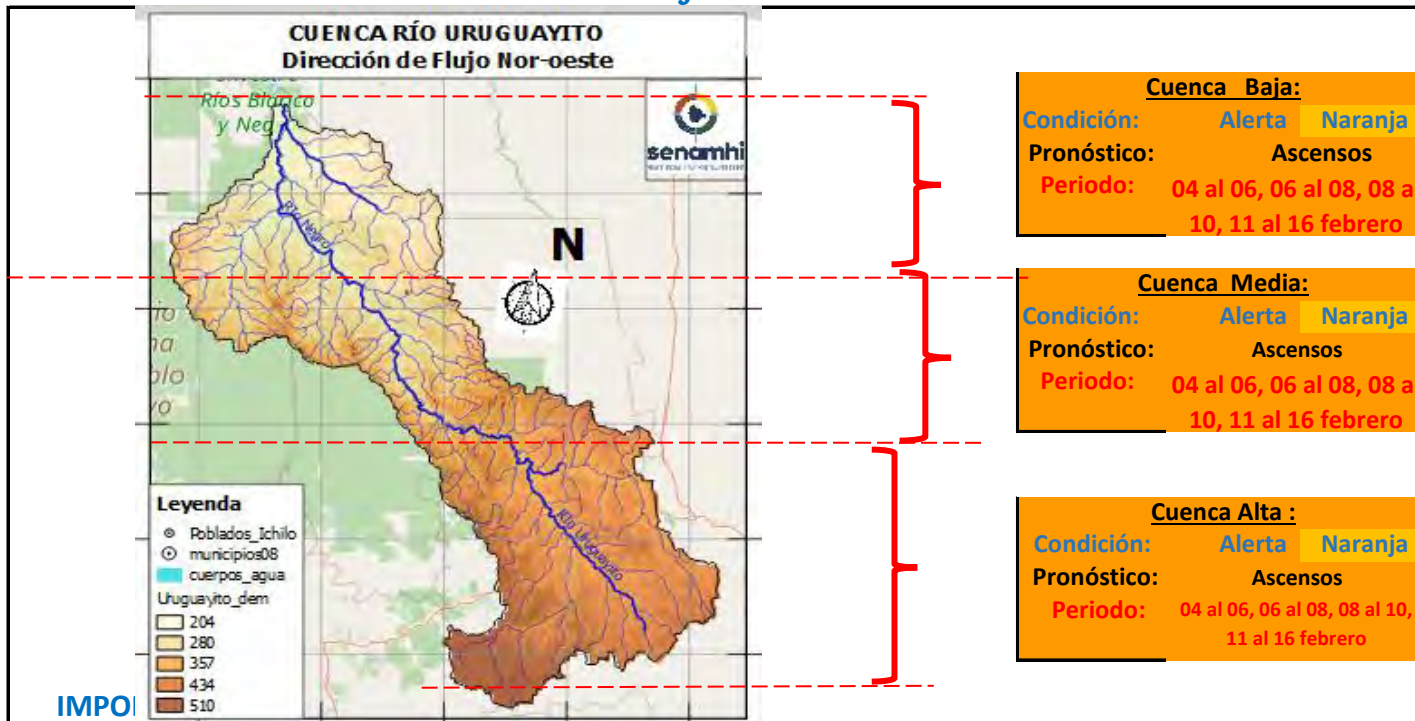 CUENCA RÍO URUGUAYITO
Dirección de Flujo Nor-oeste
Ríos Blanco
y Neg
senamhi
Río Negro
N
Río Uruguayito
Leyenda
Poblados_Ichilo
municipios08
cuerpos_agua
Uruguayito_dem
204
280
357
434
510
IMPO
Cuenca Baja:
Condición: Alerta Naranja
Pronóstico: Ascensos
Periodo: 04 al 06, 06 al 08, 08 a
10, 11 al 16 febrero
Cuenca Media:
Condición: Alerta Naranja
Pronóstico: Ascensos
Periodo: 04 al 06, 06 al 08, 08 a
10, 11 al 16 febrero
Cuenca Alta :
Condición: Alerta Naranja
Pronóstico: Ascensos
Periodo: 04 al 06, 06 al 08, 08 al 10,
11 al 16 febrero